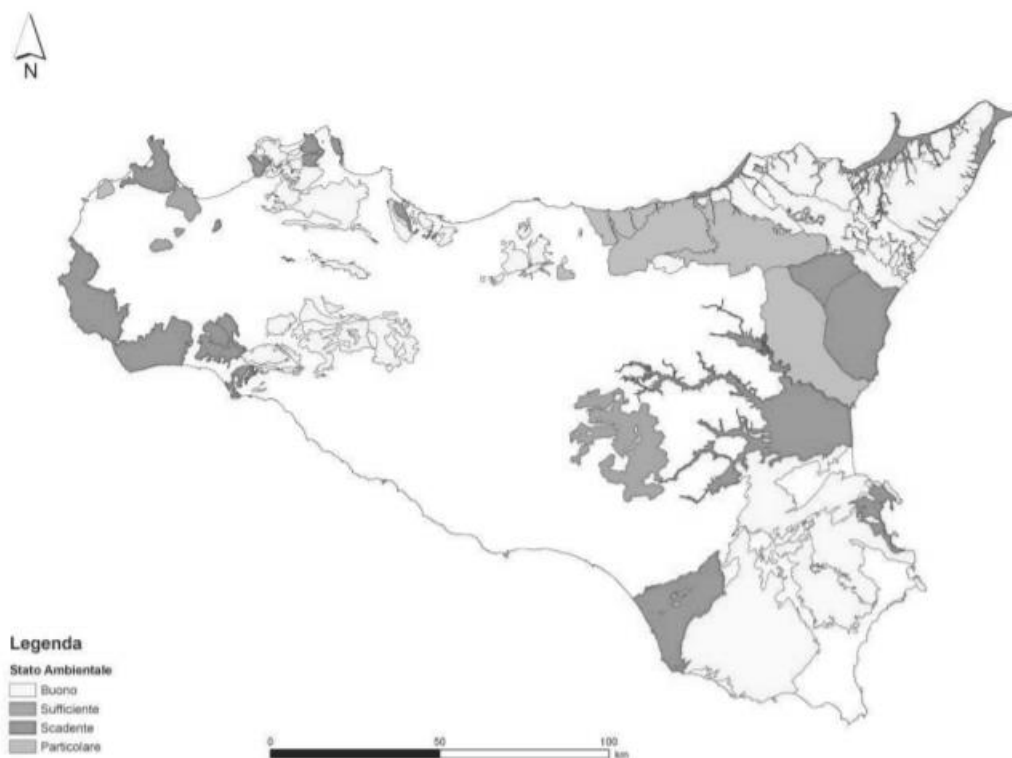 N
Legenda
Stato Ambientale
Buono
Sufficiente
Scadente
Particolare
0 50 100
km